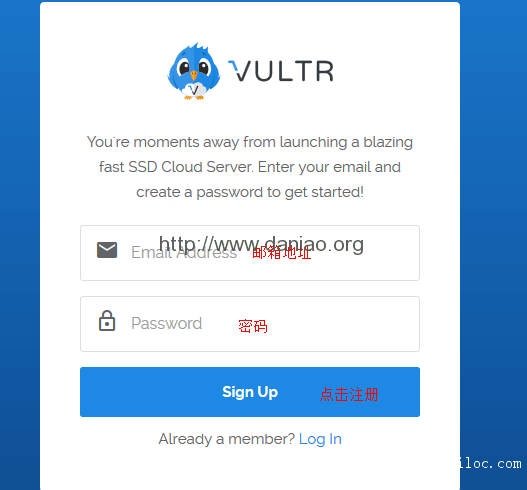 VULTR
You're moments away from launching a blazing
fast SSD Cloud Server. Enter your email and
create a password to get started!
http://www.daniao.org
Email Address 邮箱地址
Password 密码
Sign Up 点击注册
Already a member? Log In
iloc.com